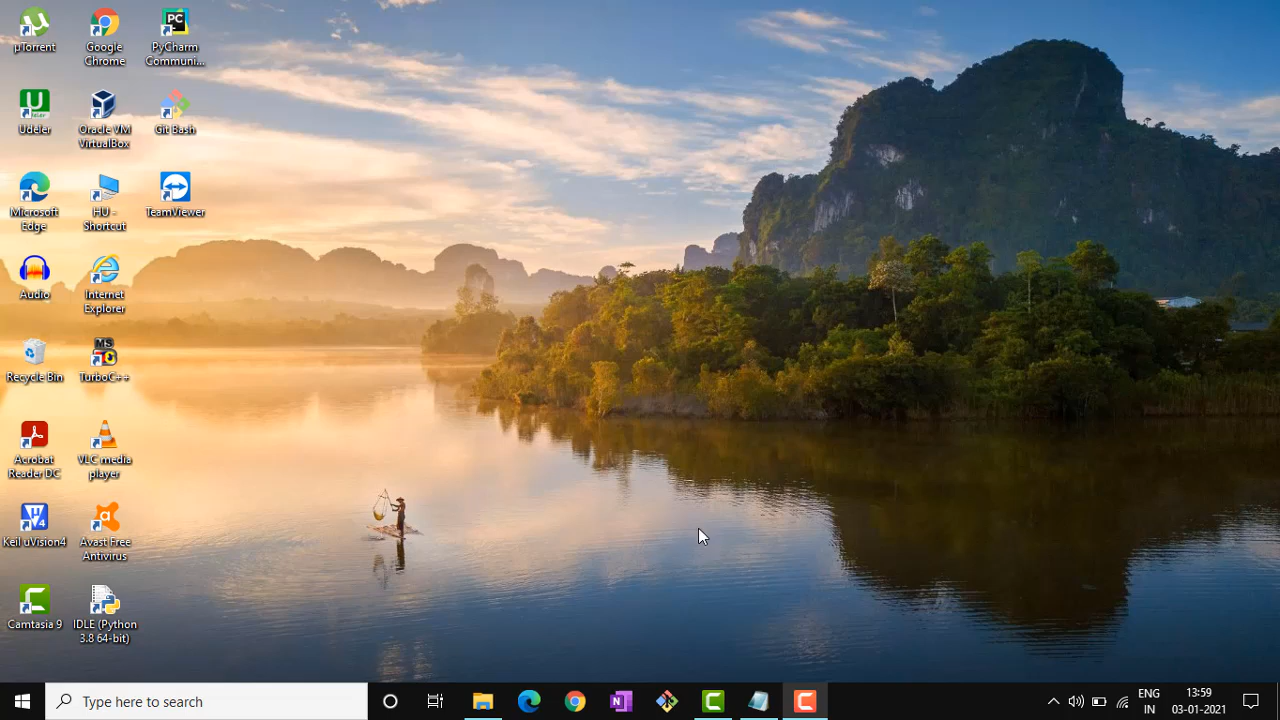 µTorrent
Google
Chrome
PC
PyCharm
Communi...
Udeler
Oracle VM
VirtualBox
Git Bash
Microsoft
Edge
HU -
Shortcut
TeamViewer
Audio
Internet
Explorer
Recycle Bin
MS
TurboC++
Acrobat
Reader DC
VLC media
player
Keil uVision4
Avast Free
Antivirus
Camtasia 9
IDLE (Python
3.8 64-bit)
Type here to search
ENG
IN
13:59
03-01-2021